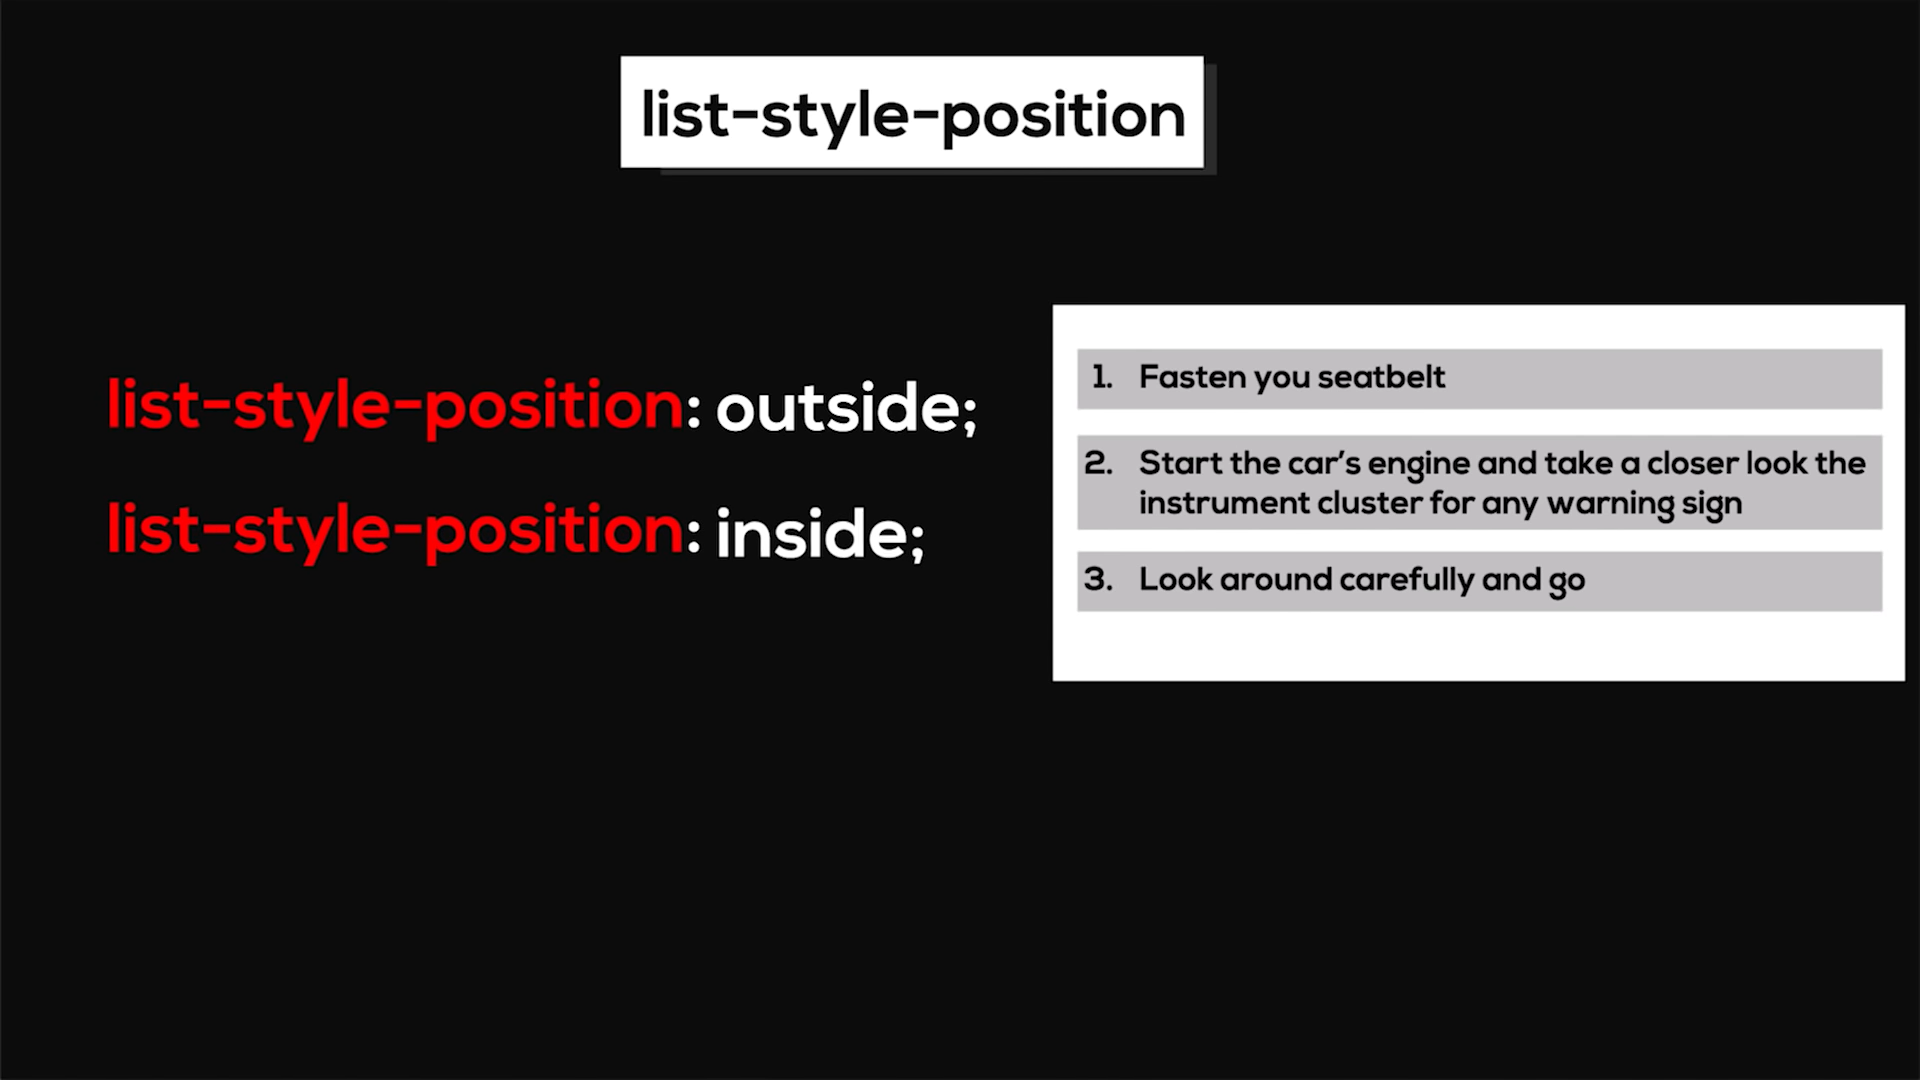 list-style-position
list-style-position: outside;
list-style-position: inside;
1. Fasten you seatbelt
2. Start the car's engine and take a closer look the
instrument cluster for any warning sign
3. Look around carefully and go